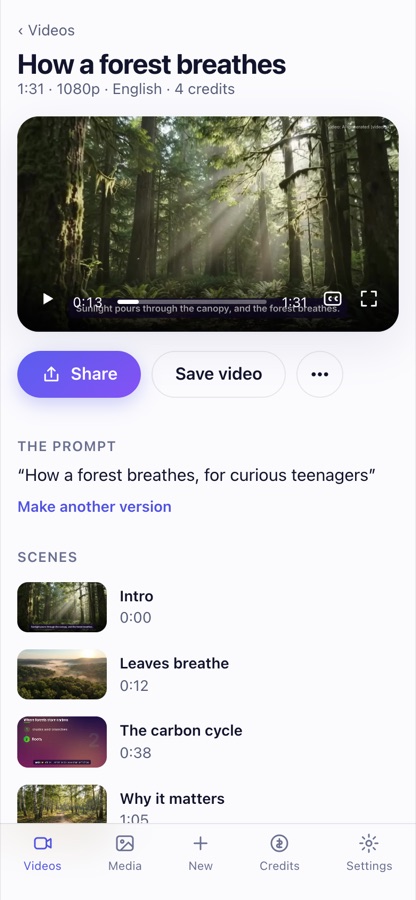 ‹ Videos
How a forest breathes
1:31 · 1080p · English · 4 credits
0:13
1:31
CC
Sunlight pours through the canopy, and the forest breathes.
Share
Save video
THE PROMPT
“How a forest breathes, for curious teenagers”
Make another version
SCENES
Intro
0:00
Leaves breathe
0:12
The carbon cycle
0:38
Why it matters
1:05
Videos
Media
New
Credits
Settings